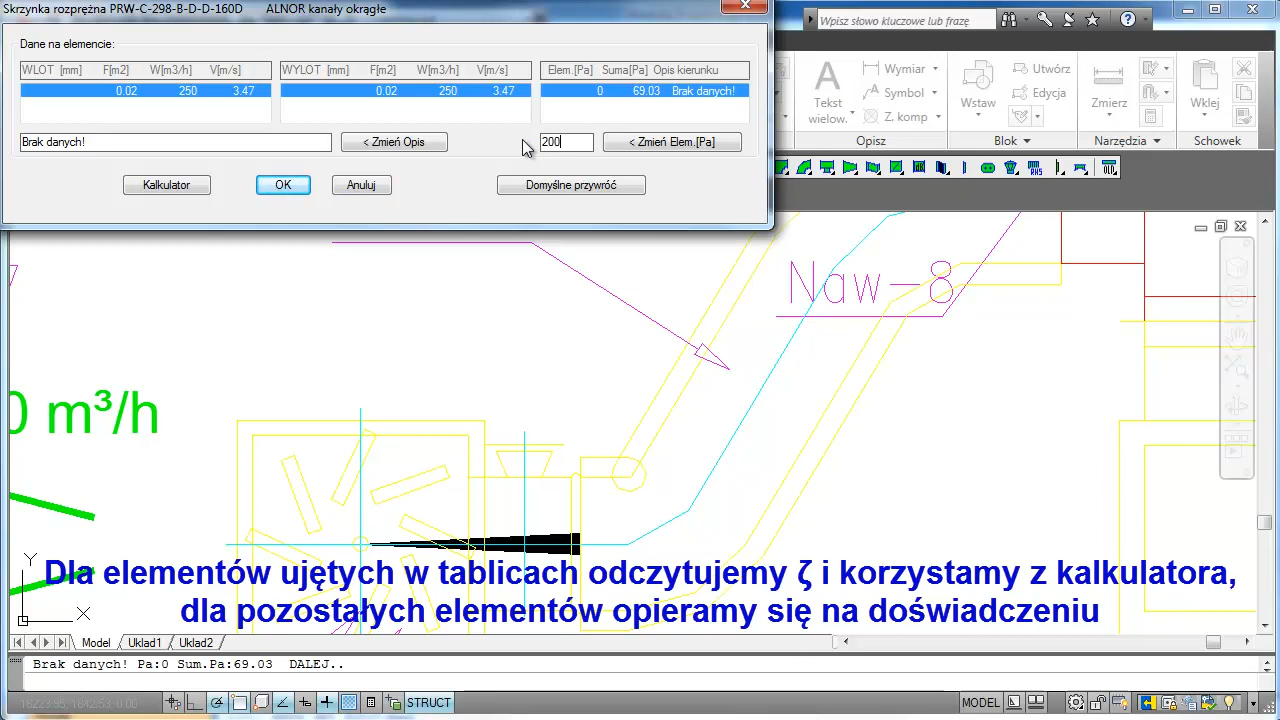 Skrzynka rozprężna PRW-C-298-B-D-D-160D ALNOR kanały okrągłe
Wpisz słowo kluczowe lub frazę
Dane na elemencie:
WLOT [mm] F[m2] W[m3/h] V[m/s]
0.02 250 3.47
WYLOT [mm] F[m2] W[m3/h] V[m/s]
0.02 250 3.47
Elem.[Pa] Suma[Pa] Opis kierunku
0 69.03 Brak danych!
Brak danych! < Zmień Opis 200 < Zmień Elem.[Pa]
Kalkulator OK Anuluj Domyślne przywróć
Tekst wielow.
Wymiar
Symbol
Z. komp
Opisz
Wstaw
Utwórz
Edycja
Blok
Zmierz
Narzędzia
Wklej
Schowek
Naw-8
0 m³/h
Y
X
Dla elementów ujętych w tablicach odczytujemy ζ i korzystamy z kalkulatora,
dla pozostałych elementów opieramy się na doświadczeniu
Model Uklad1 Uklad2
Brak danych! Pa:0 Sum.Pa:69.03 DALEJ..
STRUCT MODEL